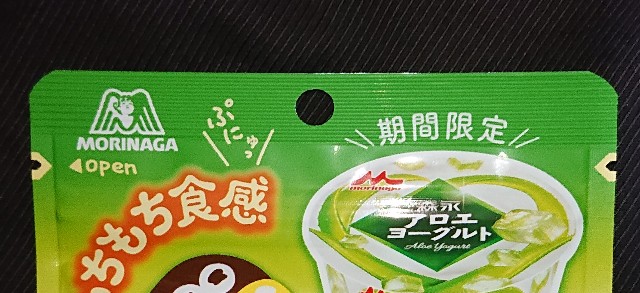 MORINAGA
◁open
ぷにゅっ
期間限定
もちもち食感
morinaga
森永
アロエ
ヨーグルト
Aloe Yogurt